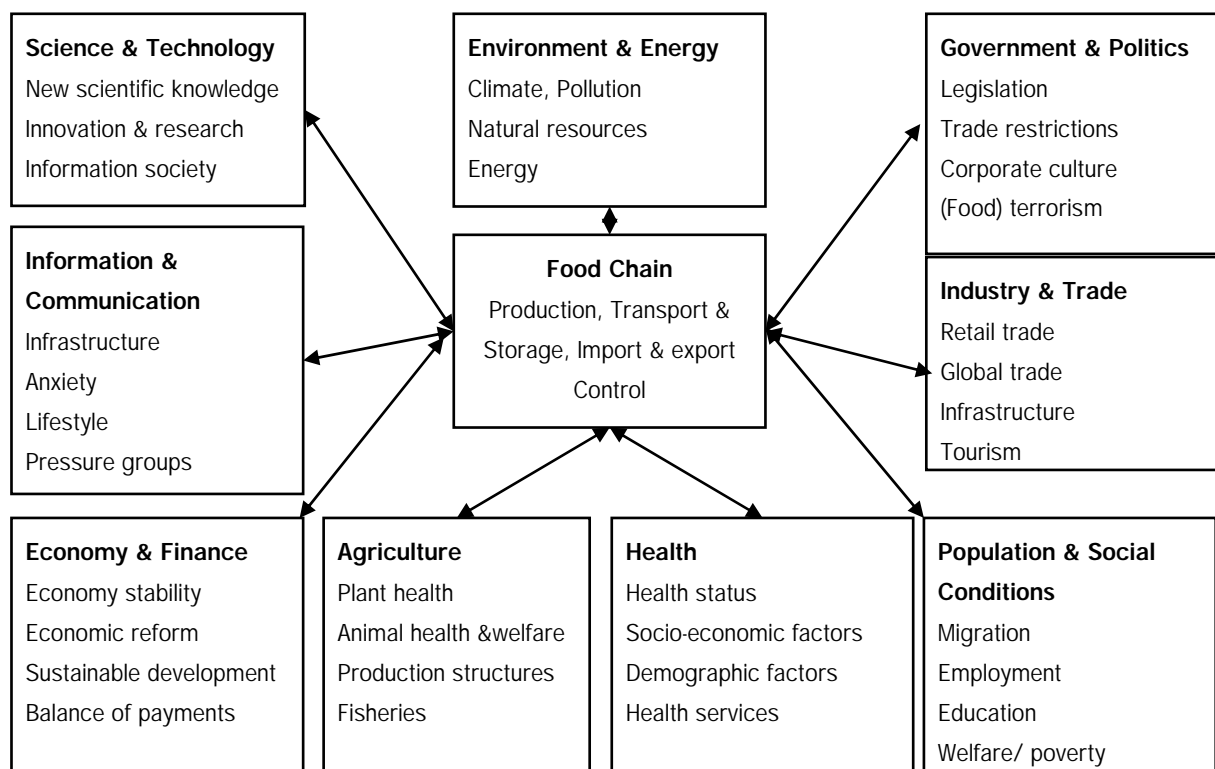 Science & Technology
New scientific knowledge
Innovation & research
Information society
Environment & Energy
Climate, Pollution
Natural resources
Energy
Government & Politics
Legislation
Trade restrictions
Corporate culture
(Food) terrorism
Information &
Communication
Infrastructure
Anxiety
Lifestyle
Pressure groups
Food Chain
Production, Transport &
Storage, Import & export
Control
Industry & Trade
Retail trade
Global trade
Infrastructure
Tourism
Economy & Finance
Economy stability
Economic reform
Sustainable development
Balance of payments
Agriculture
Plant health
Animal health &welfare
Production structures
Fisheries
Health
Health status
Socio-economic factors
Demographic factors
Health services
Population & Social
Conditions
Migration
Employment
Education
Welfare/ poverty